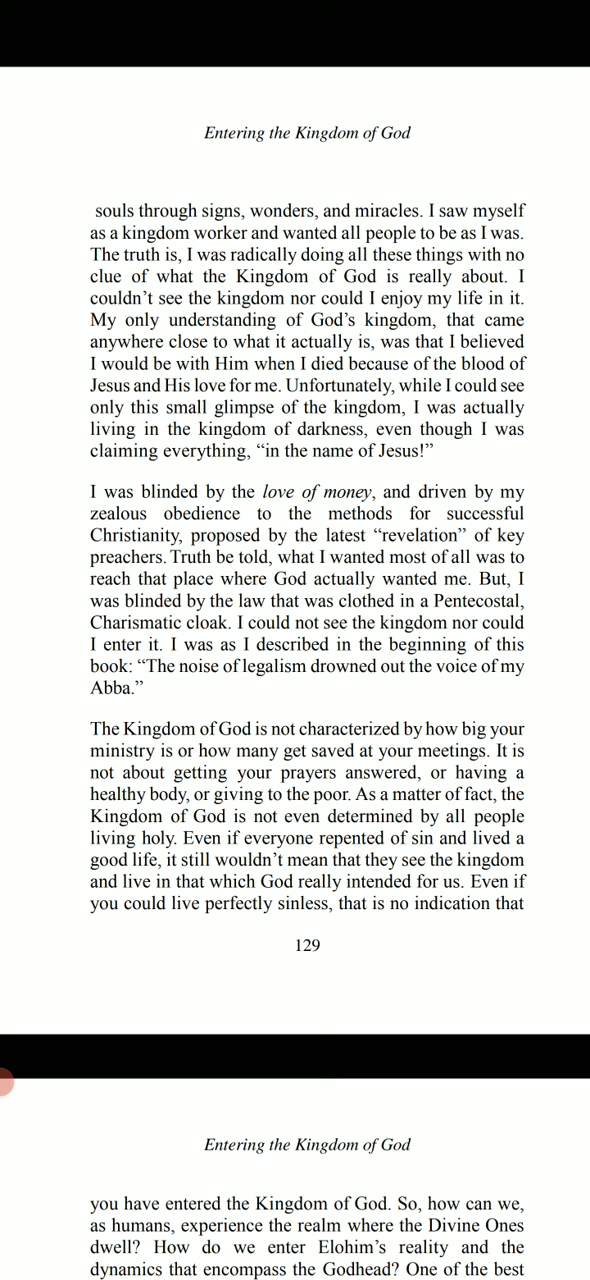 Entering the Kingdom of God
souls through signs, wonders, and miracles. I saw myself
as a kingdom worker and wanted all people to be as I was.
The truth is, I was radically doing all these things with no
clue of what the Kingdom of God is really about. I
couldn’t see the kingdom nor could I enjoy my life in it.
My only understanding of God’s kingdom, that came
anywhere close to what it actually is, was that I believed
I would be with Him when I died because of the blood of
Jesus and His love for me. Unfortunately, while I could see
only this small glimpse of the kingdom, I was actually
living in the kingdom of darkness, even though I was
claiming everything, “in the name of Jesus!”
I was blinded by the love of money, and driven by my
zealous obedience to the methods for successful
Christianity, proposed by the latest “revelation” of key
preachers. Truth be told, what I wanted most of all was to
reach that place where God actually wanted me. But, I
was blinded by the law that was clothed in a Pentecostal,
Charismatic cloak. I could not see the kingdom nor could
I enter it. I was as I described in the beginning of this
book: “The noise of legalism drowned out the voice of my
Abba.”
The Kingdom of God is not characterized by how big your
ministry is or how many get saved at your meetings. It is
not about getting your prayers answered, or having a
healthy body, or giving to the poor. As a matter of fact, the
Kingdom of God is not even determined by all people
living holy. Even if everyone repented of sin and lived a
good life, it still wouldn’t mean that they see the kingdom
and live in that which God really intended for us. Even if
you could live perfectly sinless, that is no indication that
129
Entering the Kingdom of God
you have entered the Kingdom of God. So, how can we,
as humans, experience the realm where the Divine Ones
dwell? How do we enter Elohim’s reality and the
dynamics that encompass the Godhead? One of the best